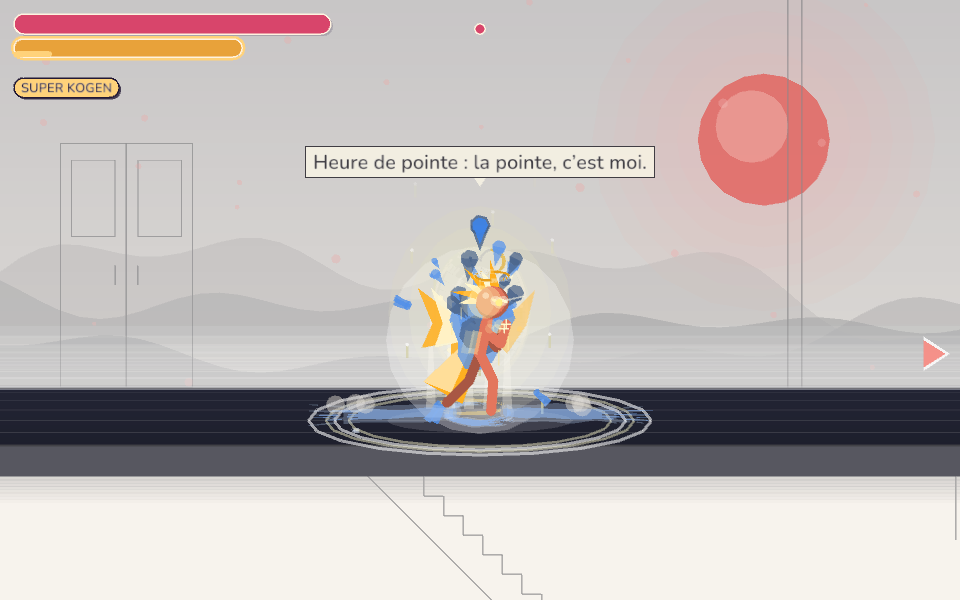 SUPER KOGEN
Heure de pointe : la pointe, c’est moi.